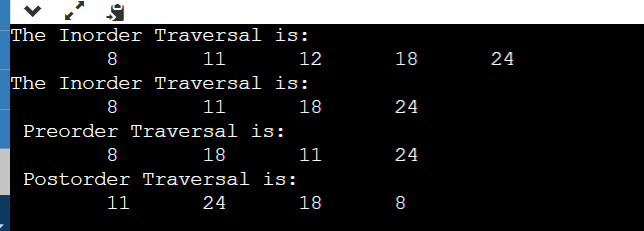 The Inorder Traversal is:
8 11 12 18 24
The Inorder Traversal is:
8 11 18 24
Preorder Traversal is:
8 18 11 24
Postorder Traversal is:
11 24 18 8